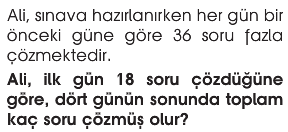 Ali, sınava hazırlanırken her gün bir
önceki güne göre 36 soru fazla
çözmektedir.
Ali, ilk gün 18 soru çözdüğüne
göre, dört günün sonunda toplam
kaç soru çözmüş olur?